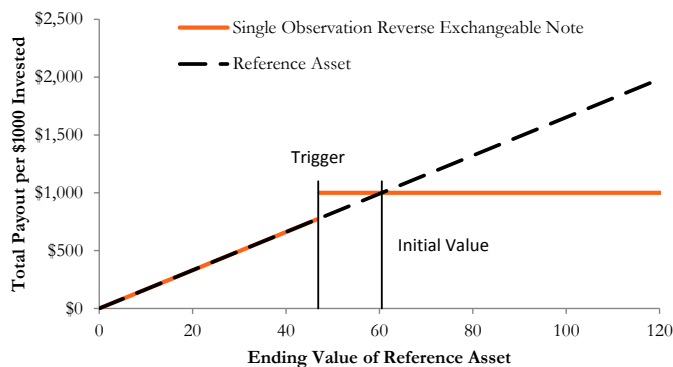 Single Observation Reverse Exchangeable Note
Reference Asset
Total Payout per $1000 Invested
$2,500
$2,000
$1,500
$1,000
$500
$0
Trigger
Initial Value
0 20 40 60 80 100 120
Ending Value of Reference Asset